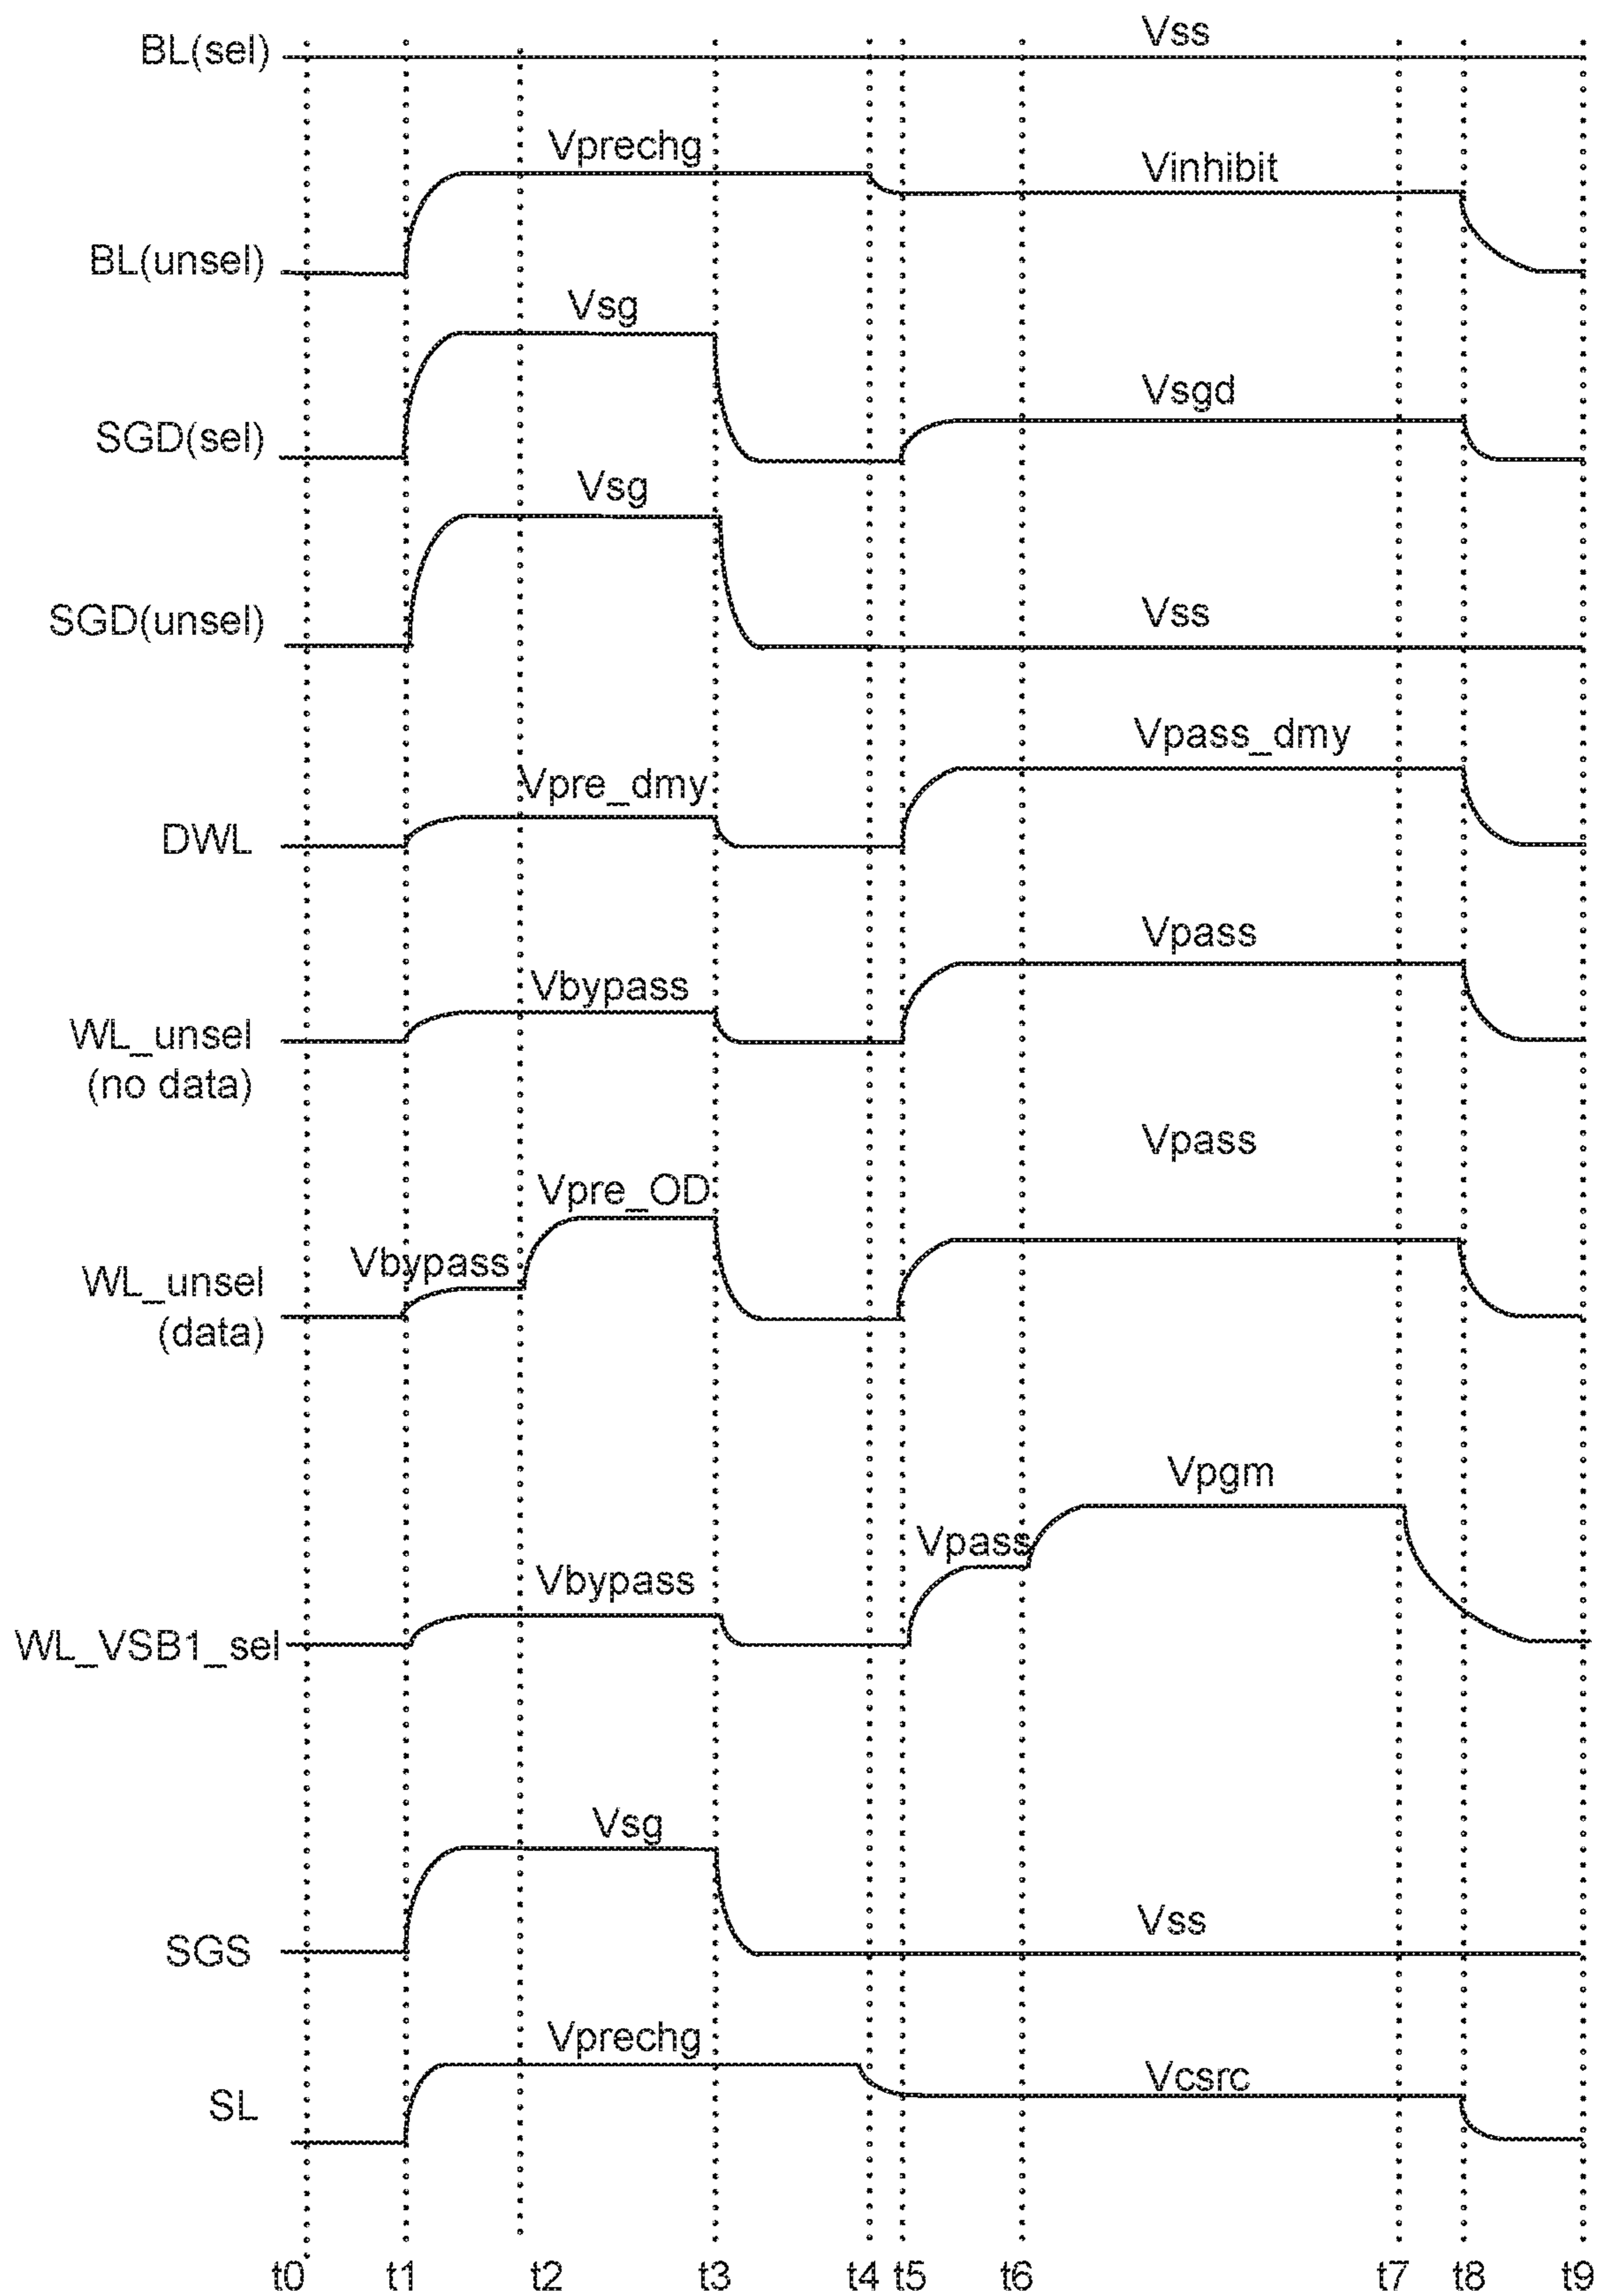 Vss
BL(sel)
Vprechg
Vinhibit
BL(unsel)
Vsg
Vsgd
SGD(sel)
Vsg
Vss
SGD(unsel)
Vpass_dmy
Vpre_dmy
DWL
Vpass
Vbypass
WL_unsel
(no data)
Vpass
Vpre_OD
Vbypass
WL_unsel
(data)
Vpgm
Vpass
Vbypass
WL_VSB1_sel
Vsg
Vss
SGS
Vprechg
Vcsrc
SL
t0 t1 t2 t3 t4 t5 t6 t7 t8 t9